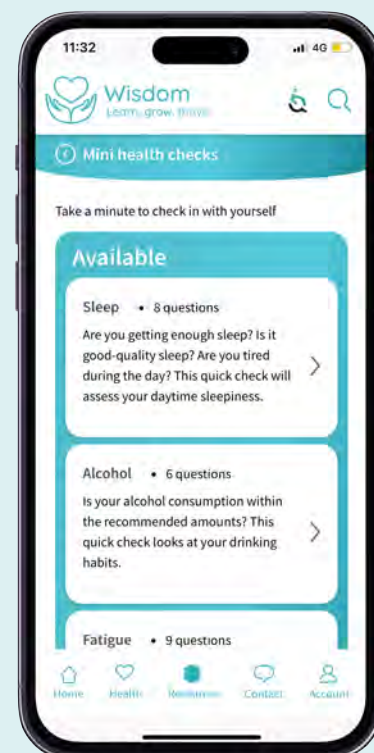 11:32
4G
Wisdom
Learn, grow, thrive
Mini health checks
Take a minute to check in with yourself
Available
Sleep • 8 questions
Are you getting enough sleep? Is it
good-quality sleep? Are you tired
during the day? This quick check will
assess your daytime sleepiness.
Alcohol • 6 questions
Is your alcohol consumption within
the recommended amounts? This
quick check looks at your drinking
habits.
Fatigue • 9 questions
Home Health Resources Contact Account